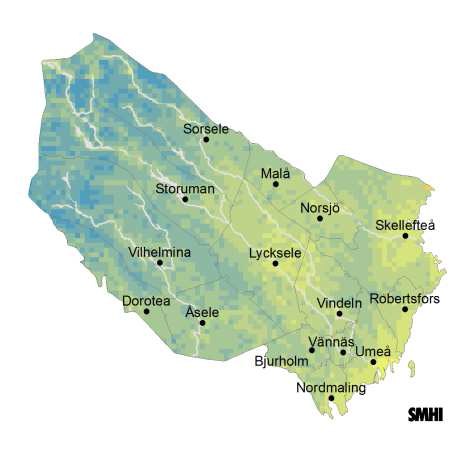 Sorsele
Malå
Storuman
Norsjö
Skellefteå
Vilhelmina
Lycksele
Dorotea
Åsele
Vindeln
Robertsfors
Vännäs
Bjurholm
Umeå
Nordmaling
SMHI